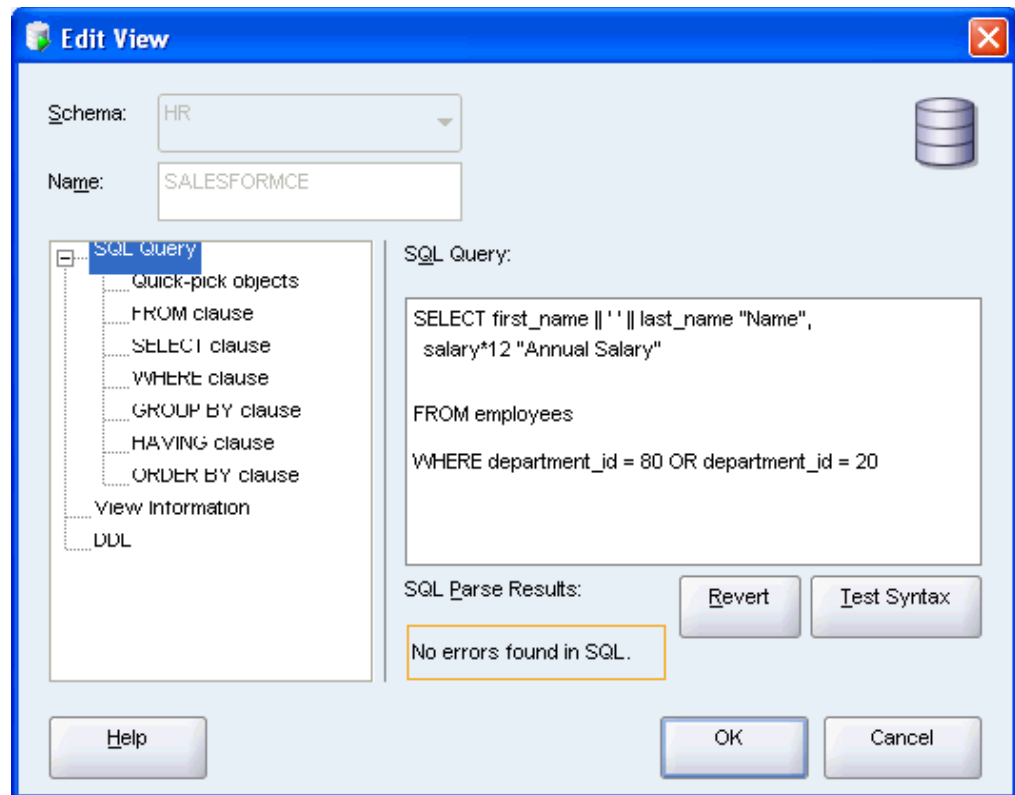 Edit View
Schema:
HR
Name:
SALESFORMCE
SQL Query
Quick-pick objects
FROM clause
SELECT clause
WHERE clause
GROUP BY clause
HAVING clause
ORDER BY clause
View Information
DDL
SQL Query:
SELECT first_name || ' ' || last_name "Name",
salary*12 "Annual Salary"
FROM employees
WHERE department_id = 80 OR department_id = 20
SQL Parse Results:
Revert
Test Syntax
No errors found in SQL.
Help
OK
Cancel